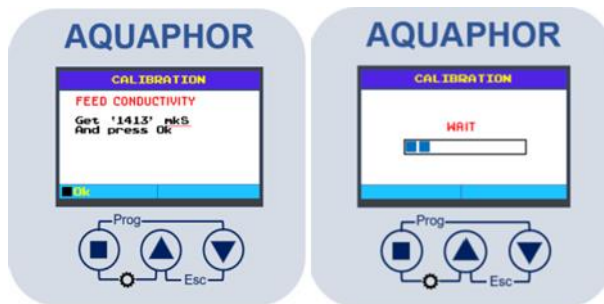 AQUAPHOR
CALIBRATION
FEED CONDUCTIVITY
Get '1413' mkS
And press Ok
Ok
Prog
Esc
AQUAPHOR
CALIBRATION
WAIT
Prog
Esc